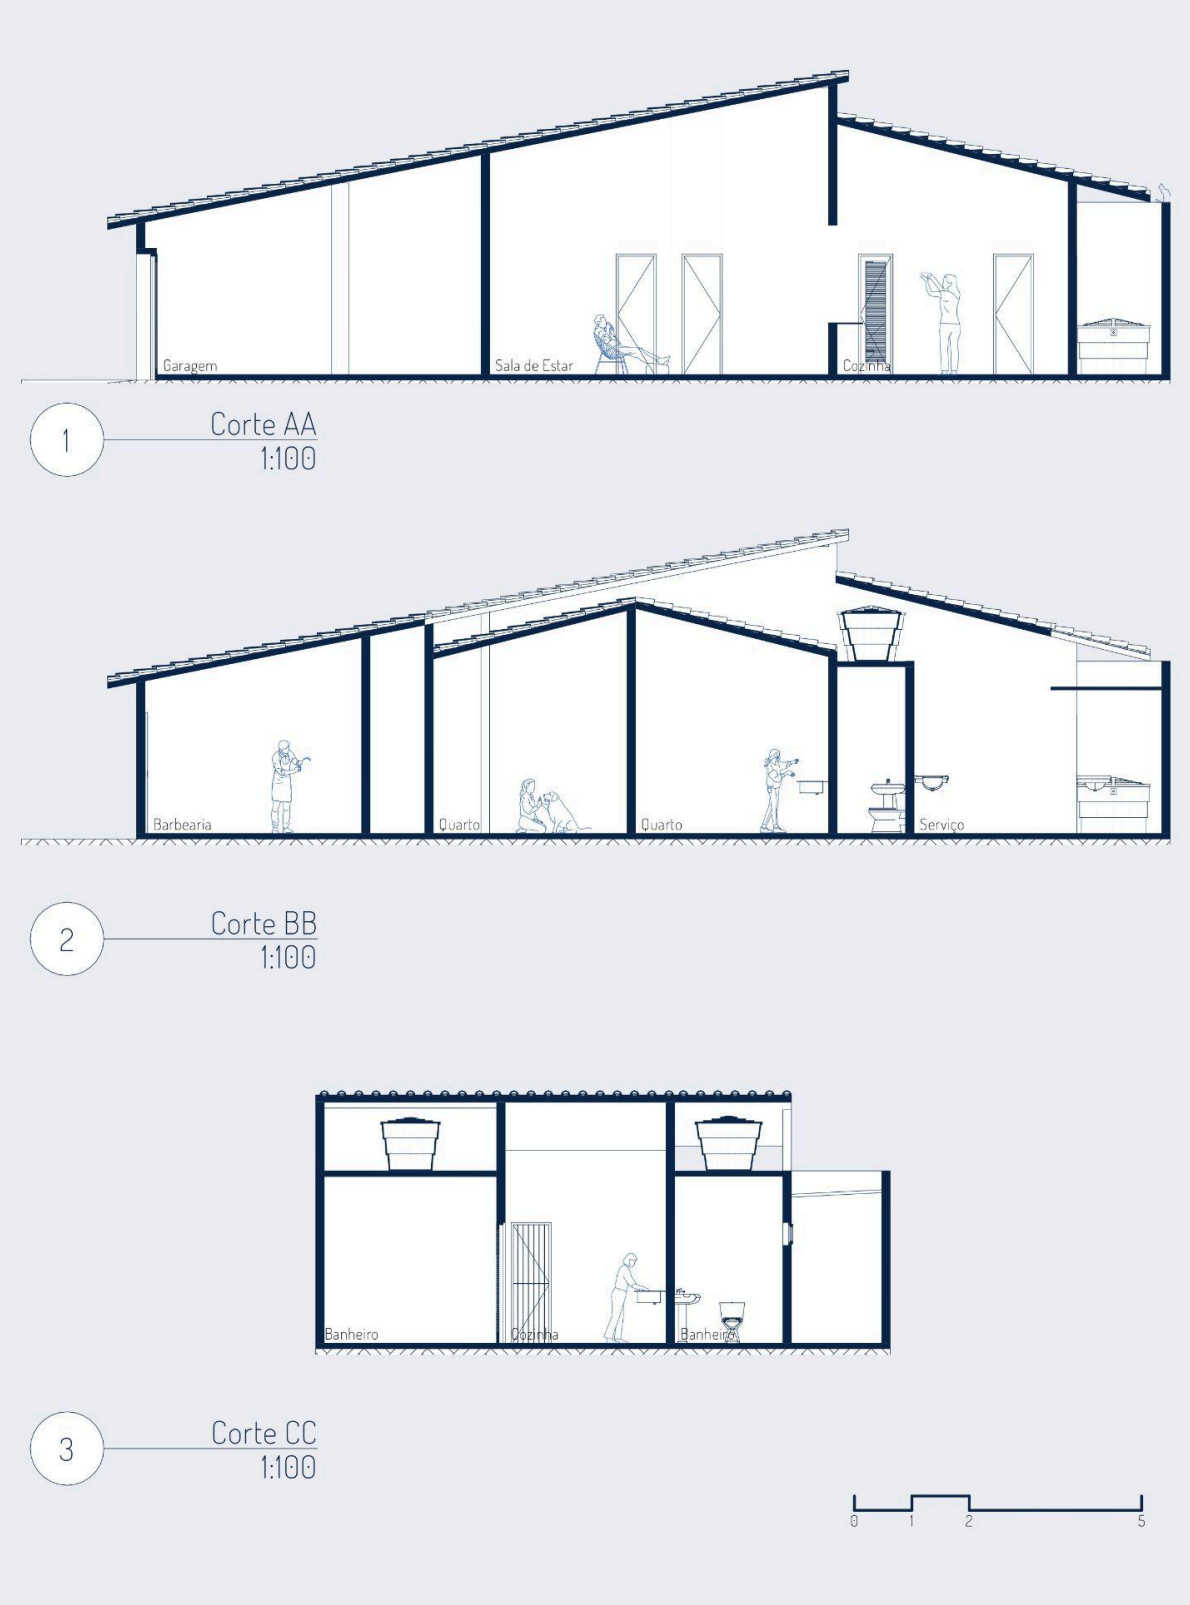 Garagem
Sala de Estar
Cozinha
1
Corte AA
1:100
Barbearia
Quarto
Quarto
Serviço
2
Corte BB
1:100
Banheiro
Cozinha
Banheiro
3
Corte CC
1:100
0 1 2 5